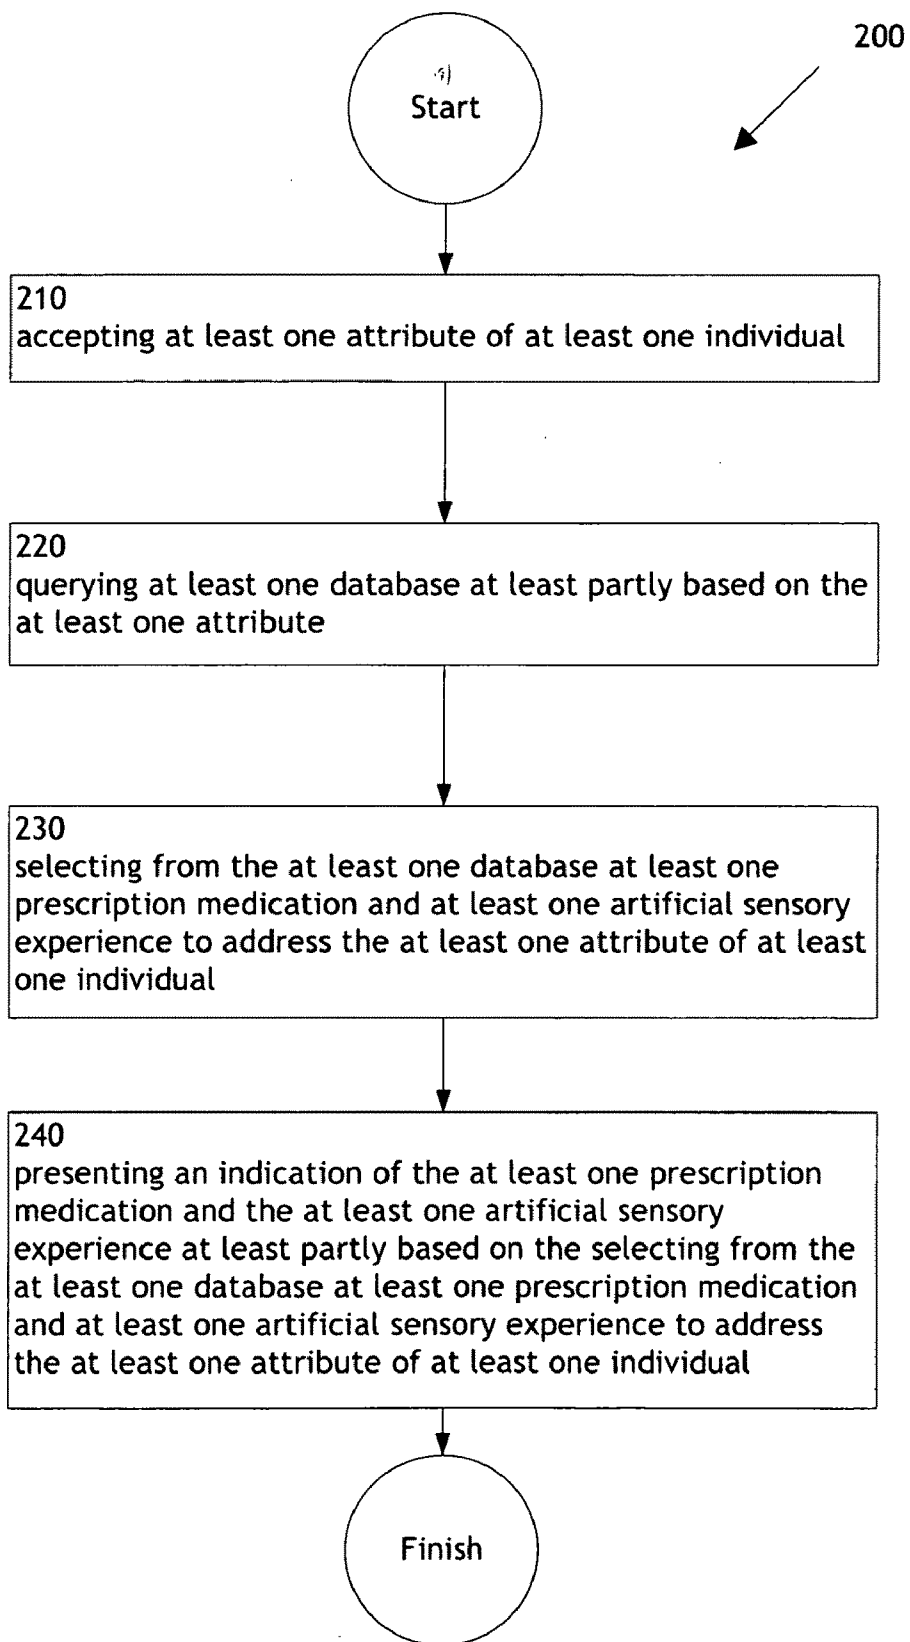 200
Start
210
accepting at least one attribute of at least one individual
220
querying at least one database at least partly based on the
at least one attribute
230
selecting from the at least one database at least one
prescription medication and at least one artificial sensory
experience to address the at least one attribute of at least
one individual
240
presenting an indication of the at least one prescription
medication and the at least one artificial sensory
experience at least partly based on the selecting from the
at least one database at least one prescription medication
and at least one artificial sensory experience to address
the at least one attribute of at least one individual
Finish